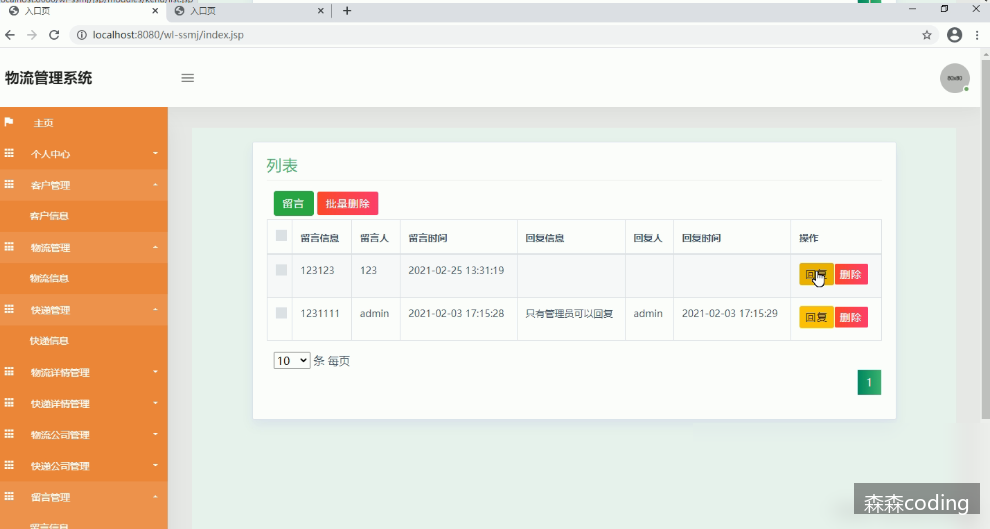 入口页
入口页
localhost:8080/wl-ssmj/index.jsp
物流管理系统
80x80
主页
个人中心
客户管理
客户信息
物流管理
物流信息
快递管理
快递信息
物流详情管理
快递详情管理
物流公司管理
快递公司管理
留言管理
留言信息
列表
留言 批量删除
留言信息 留言人 留言时间 回复信息 回复人 回复时间 操作
123123 123 2021-02-25 13:31:19 回复 删除
1231111 admin 2021-02-03 17:15:28 只有管理员可以回复 admin 2021-02-03 17:15:29 回复 删除
10 条 每页
1
森森coding